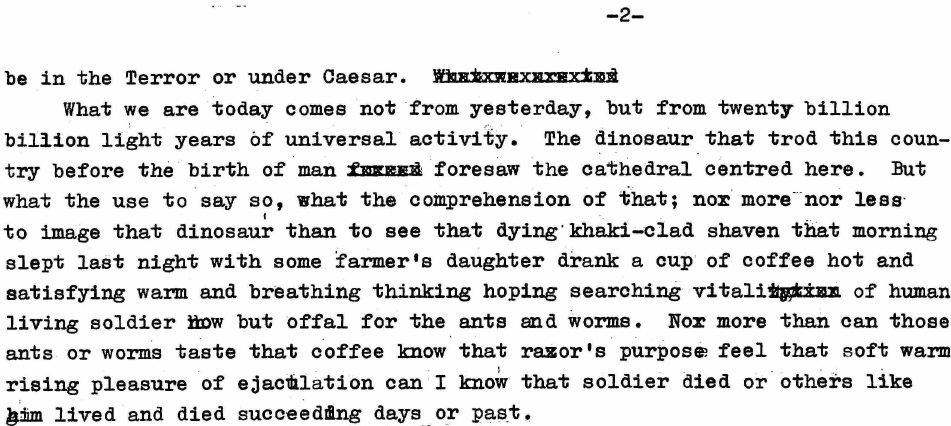 -2-
be in the Terror or under Caesar.
What we are today comes not from yesterday, but from twenty billion
billion light years of universal activity. The dinosaur that trod this coun-
try before the birth of man foresaw the cathedral centred here. But
what the use to say so, what the comprehension of that; nor more nor less
to image that dinosaur than to see that dying khaki-clad shaven that morning
slept last night with some farmer's daughter drank a cup of coffee hot and
satisfying warm and breathing thinking hoping searching vitality of human
living soldier now but offal for the ants and worms. Nor more than can those
ants or worms taste that coffee know that razor's purpose feel that soft warm
rising pleasure of ejaculation can I know that soldier died or others like
him lived and died succeeding days or past.